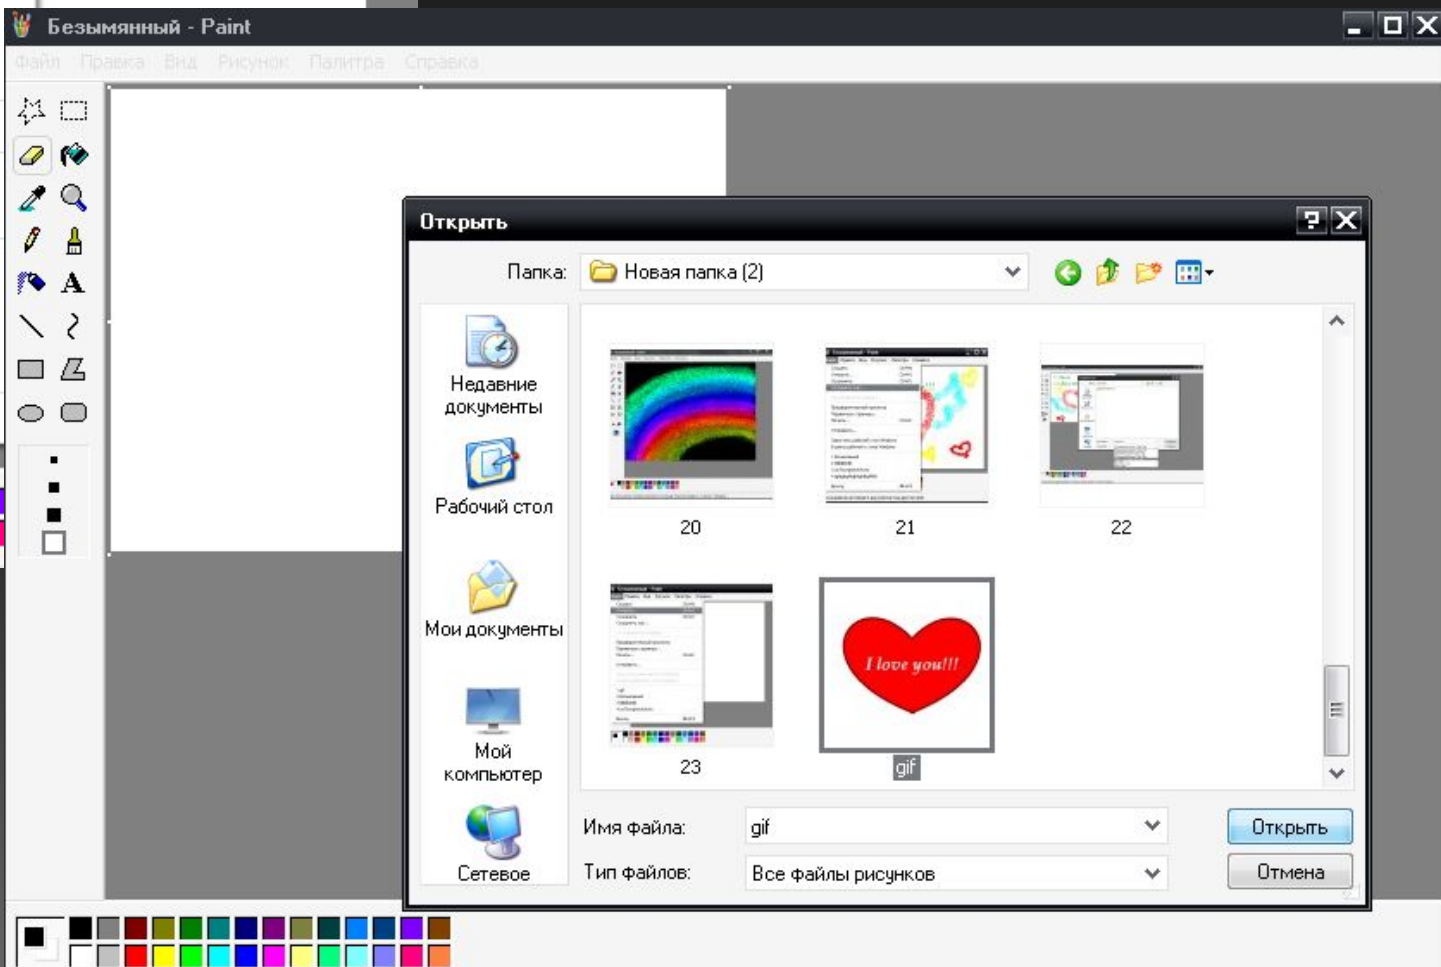 Безымянный - Paint
Файл Правка Вид Рисунок Палитра Справка
Открыть
Папка: Новая папка (2)
Недавние
документы
Рабочий стол
Мои документы
Мой
компьютер
Сетевое
20 21 22
I love you!!!
23 gif
Имя файла: gif Открыть
Тип файлов: Все файлы рисунков Отмена